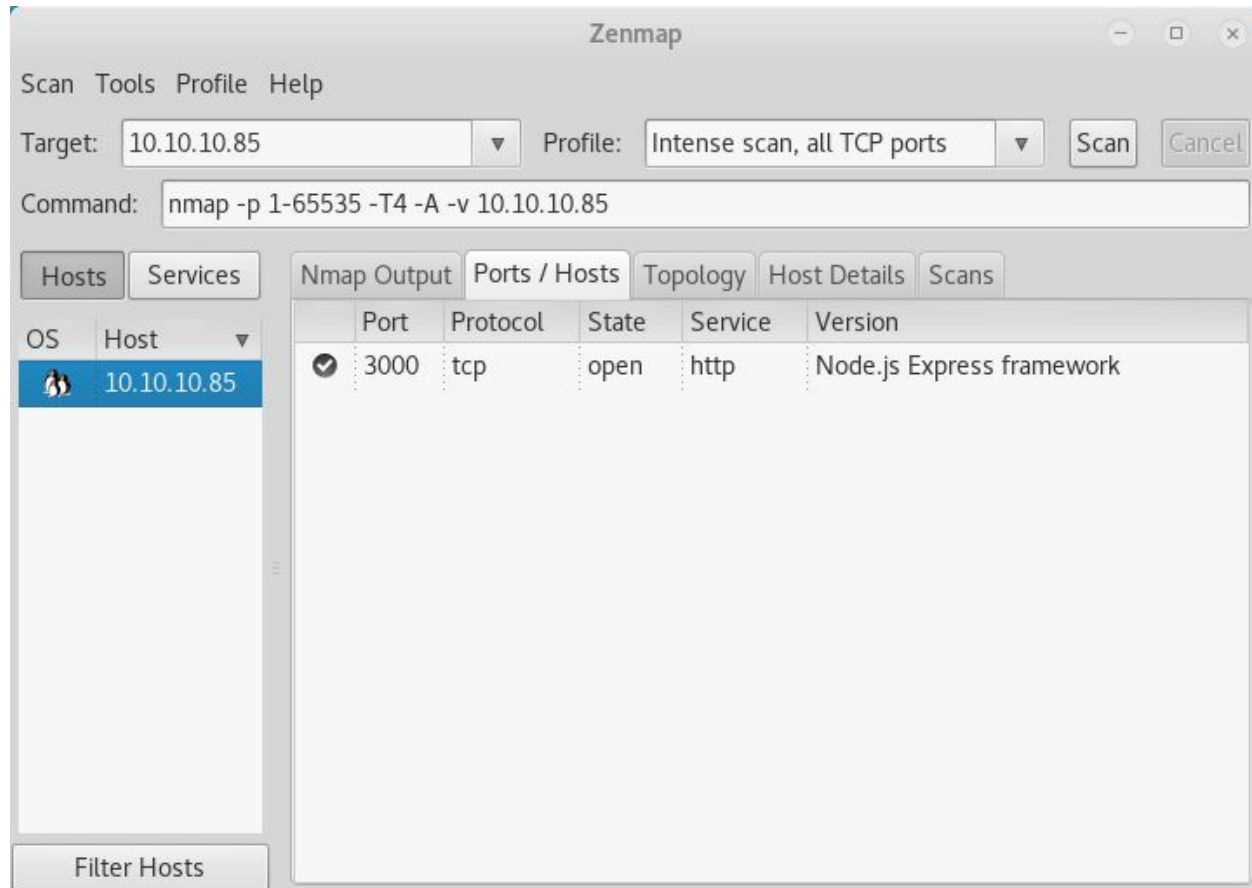 Zenmap
Scan Tools Profile Help
Target: 10.10.10.85 Profile: Intense scan, all TCP ports Scan Cancel
Command: nmap -p 1-65535 -T4 -A -v 10.10.10.85
Hosts Services Nmap Output Ports / Hosts Topology Host Details Scans
OS Host Port Protocol State Service Version
10.10.10.85 3000 tcp open http Node.js Express framework
Filter Hosts